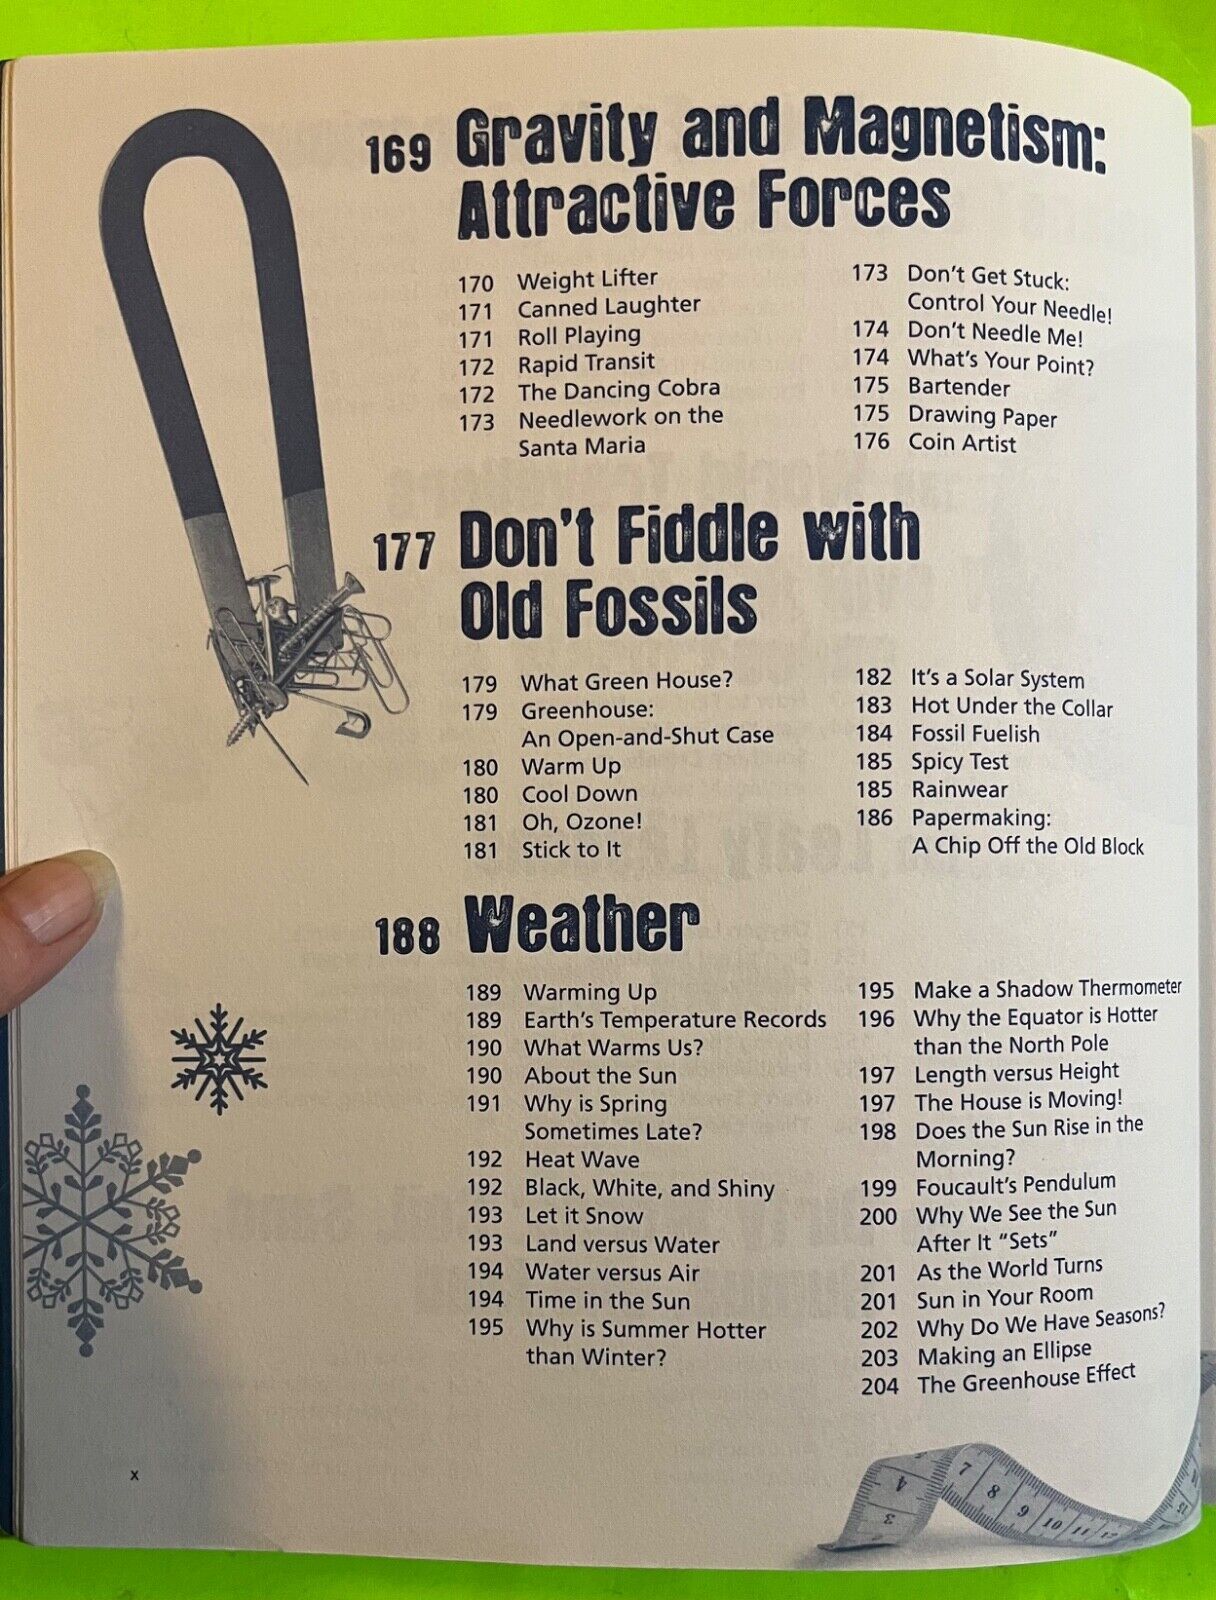 169 Gravity and Magnetism:
Attractive Forces
170 Weight Lifter
171 Canned Laughter
171 Roll Playing
172 Rapid Transit
172 The Dancing Cobra
173 Needlework on the
Santa Maria
173 Don't Get Stuck:
Control Your Needle!
174 Don't Needle Me!
174 What's Your Point?
175 Bartender
175 Drawing Paper
176 Coin Artist
177 Don't Fiddle with
Old Fossils
179 What Green House?
179 Greenhouse:
An Open-and-Shut Case
180 Warm Up
180 Cool Down
181 Oh, Ozone!
181 Stick to It
182 It's a Solar System
183 Hot Under the Collar
184 Fossil Fuelish
185 Spicy Test
185 Rainwear
186 Papermaking:
A Chip Off the Old Block
188 Weather
189 Warming Up
189 Earth's Temperature Records
190 What Warms Us?
190 About the Sun
191 Why is Spring
Sometimes Late?
192 Heat Wave
192 Black, White, and Shiny
193 Let it Snow
193 Land versus Water
194 Water versus Air
194 Time in the Sun
195 Why is Summer Hotter
than Winter?
195 Make a Shadow Thermometer
196 Why the Equator is Hotter
than the North Pole
197 Length versus Height
197 The House is Moving!
198 Does the Sun Rise in the
Morning?
199 Foucault's Pendulum
200 Why We See the Sun
After It "Sets"
201 As the World Turns
201 Sun in Your Room
202 Why Do We Have Seasons?
203 Making an Ellipse
204 The Greenhouse Effect
x
3 4 7 8 9 10 11 12